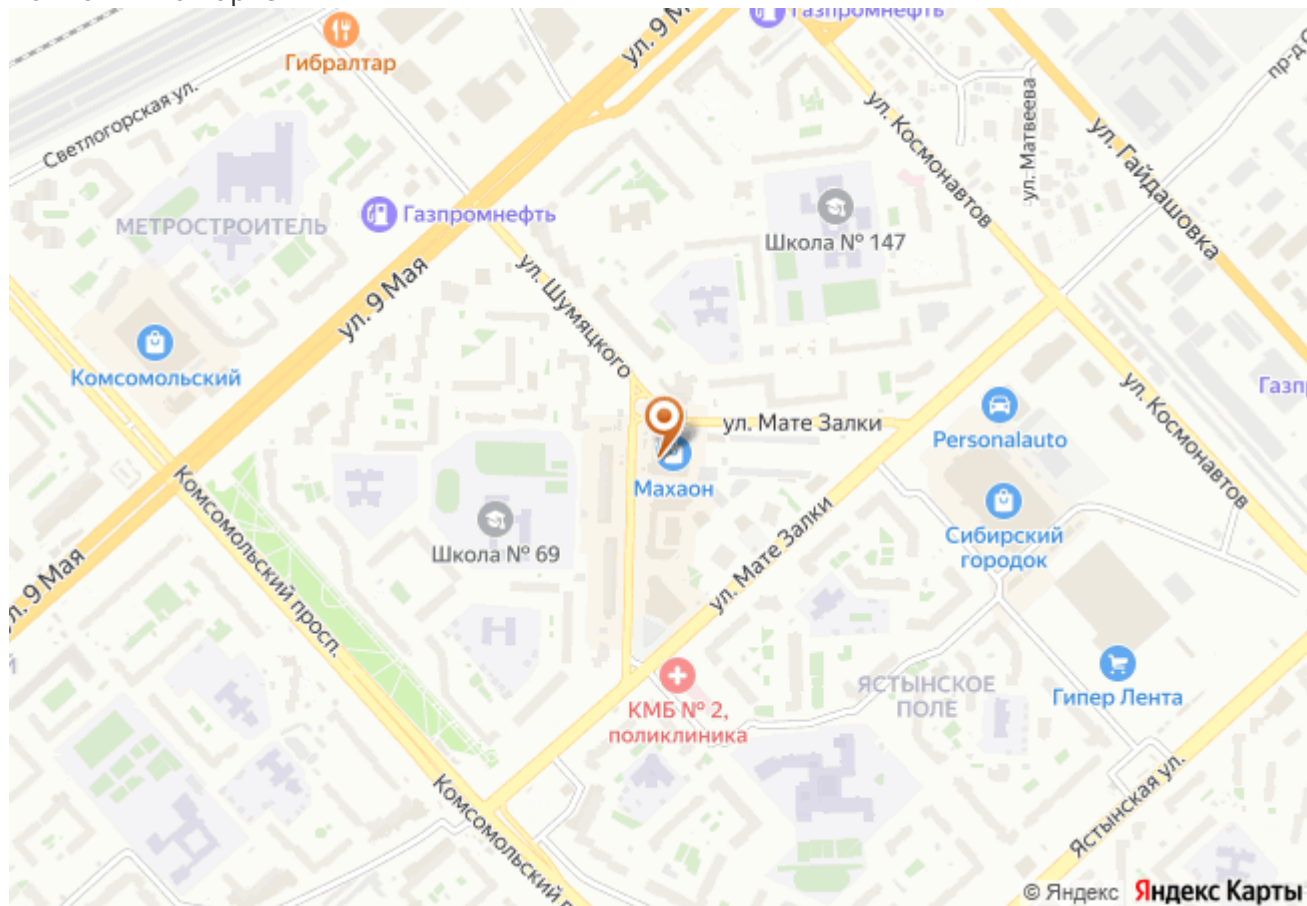 Газпромнефть
Гибралтар
ул. 9 Мая
Светлогорская ул.
ул. Космонавтов
ул. Матвеева
ул. Гайдашовка
МЕТРОСТРОИТЕЛЬ
Газпромнефть
Школа № 147
ул. 9 Мая
ул. Шумяцкого
Комсомольский
ул. Мате Залки
Personalauto
ул. Космонавтов
Махаон
Школа № 69
Сибирский
городок
ул. Мате Залки
Комсомольский просп.
ул. 9 Мая
ЯСТЫНСКОЕ
ПОЛЕ
Гипер Лента
КМБ № 2,
поликлиника
Ястынская ул.
Комсомольский
© Яндекс Яндекс Карты